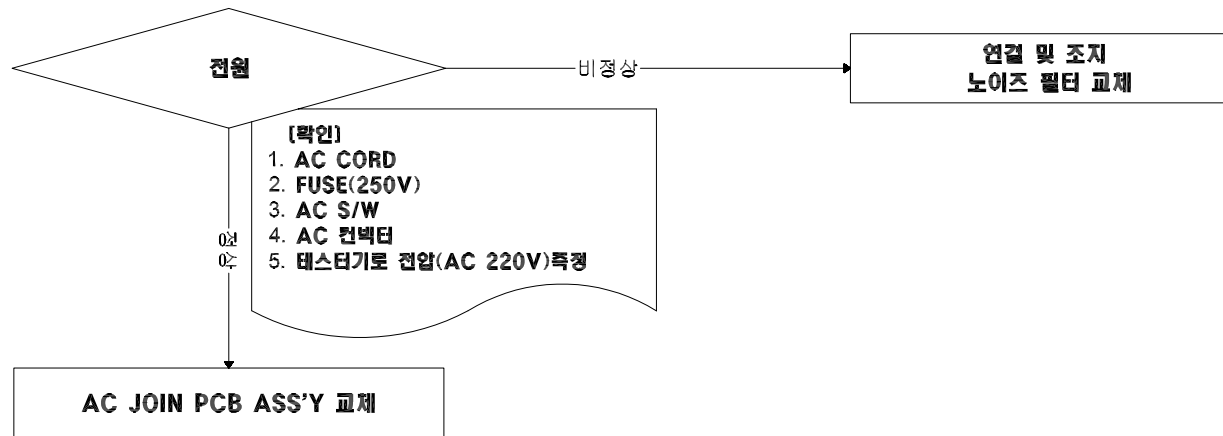 전원
비정상
연결 및 조치
노이즈 필터 교체
[확인]
1. AC CORD
2. FUSE(250V)
3. AC S/W
4. AC 컨넥터
5. 테스터기로 전압(AC 220V)측정
정상
AC JOIN PCB ASS'Y 교체